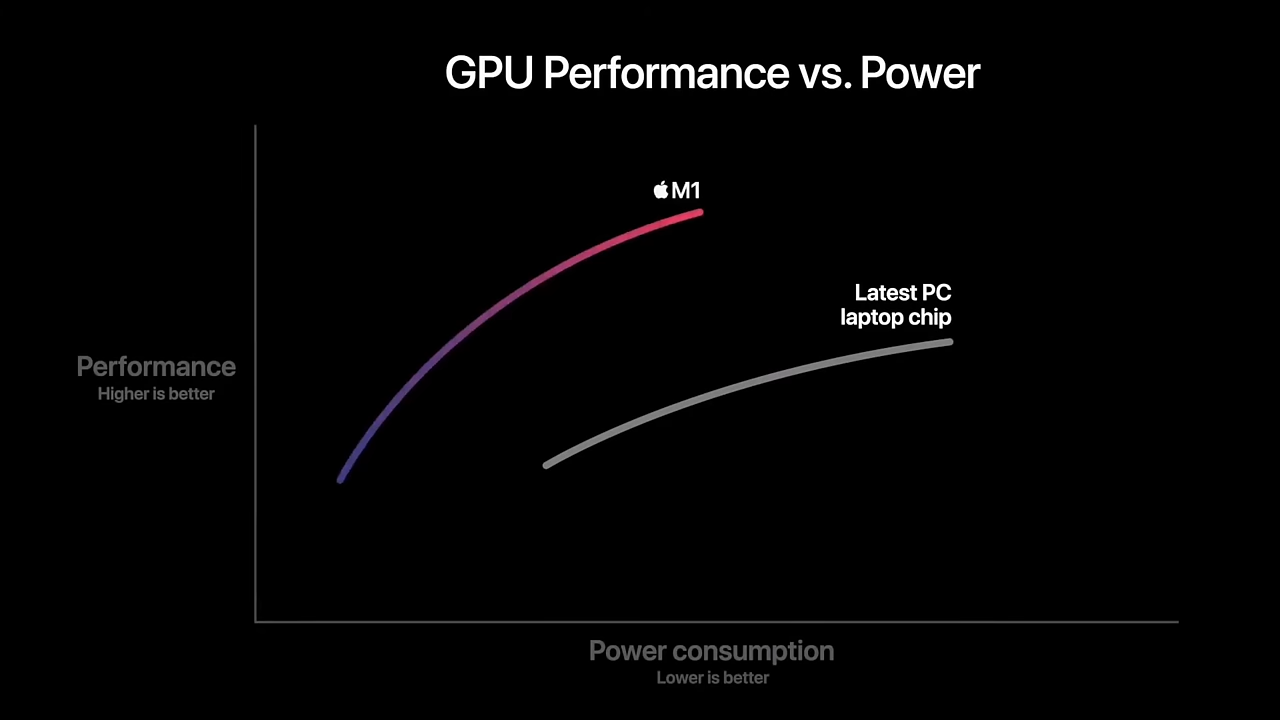 GPU Performance vs. Power
M1
Latest PC
laptop chip
Performance
Higher is better
Power consumption
Lower is better